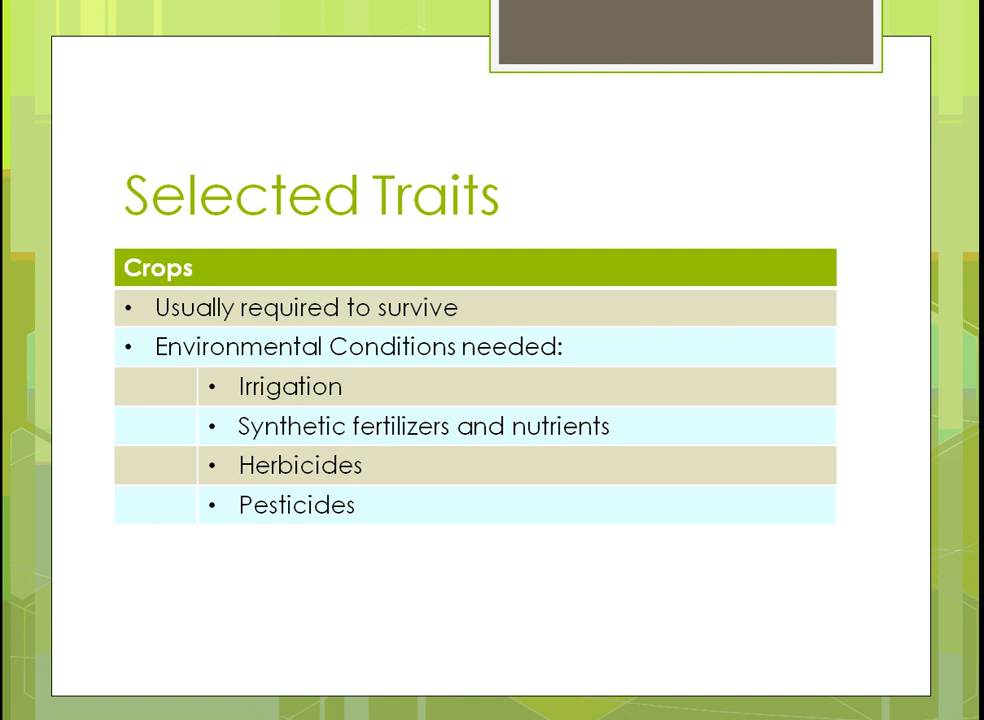 Selected Traits
Crops
• Usually required to survive
• Environmental Conditions needed:
• Irrigation
• Synthetic fertilizers and nutrients
• Herbicides
• Pesticides